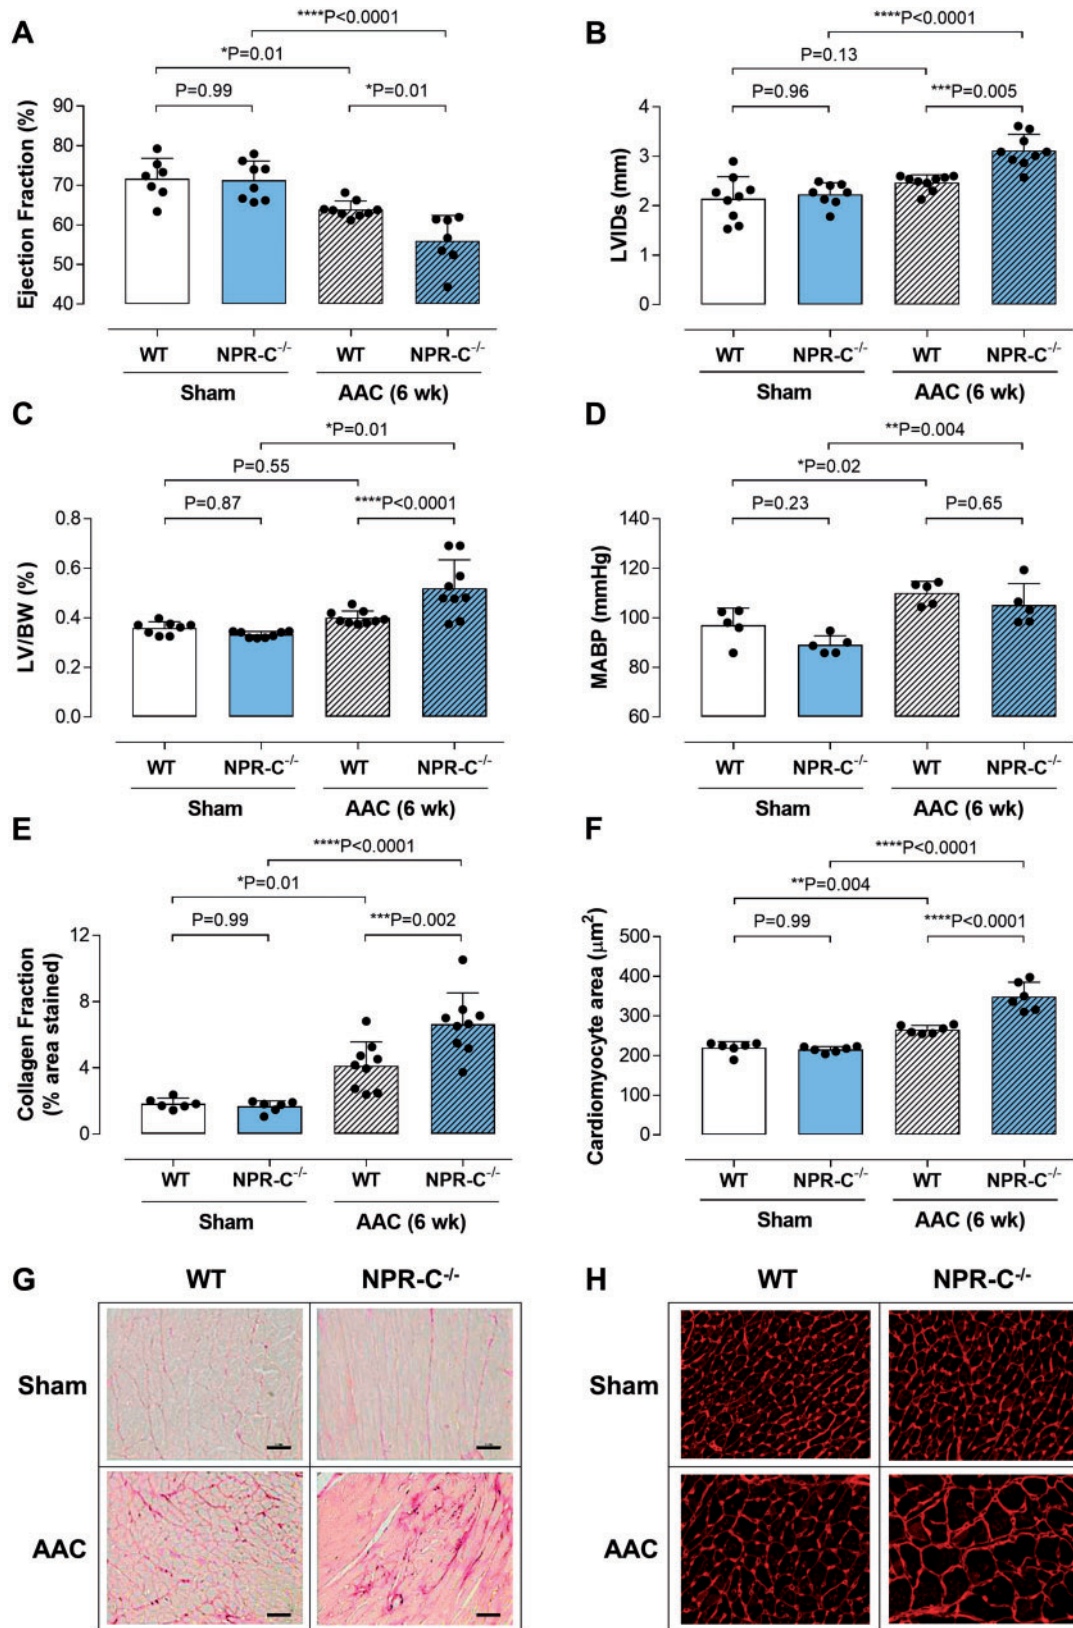 A
****P<0.0001
*P=0.01
P=0.99
*P=0.01
Ejection Fraction (%)
90
80
70
60
50
40
WT
NPR-C⁻/⁻
WT
NPR-C⁻/⁻
Sham
AAC (6 wk)
B
****P<0.0001
P=0.13
P=0.96
***P=0.005
LVIDs (mm)
4
3
2
1
0
WT
NPR-C⁻/⁻
WT
NPR-C⁻/⁻
Sham
AAC (6 wk)
C
*P=0.01
P=0.55
P=0.87
****P<0.0001
LV/BW (%)
0.8
0.6
0.4
0.2
0.0
WT
NPR-C⁻/⁻
WT
NPR-C⁻/⁻
Sham
AAC (6 wk)
D
**P=0.004
*P=0.02
P=0.23
P=0.65
MABP (mmHg)
140
120
100
80
60
WT
NPR-C⁻/⁻
WT
NPR-C⁻/⁻
Sham
AAC (6 wk)
E
****P<0.0001
*P=0.01
P=0.99
***P=0.002
Collagen Fraction
(% area stained)
12
8
4
0
WT
NPR-C⁻/⁻
WT
NPR-C⁻/⁻
Sham
AAC (6 wk)
F
****P<0.0001
**P=0.004
P=0.99
****P<0.0001
Cardiomyocyte area (µm²)
500
400
300
200
100
0
WT
NPR-C⁻/⁻
WT
NPR-C⁻/⁻
Sham
AAC (6 wk)
G
WT
NPR-C⁻/⁻
Sham
AAC
H
WT
NPR-C⁻/⁻
Sham
AAC